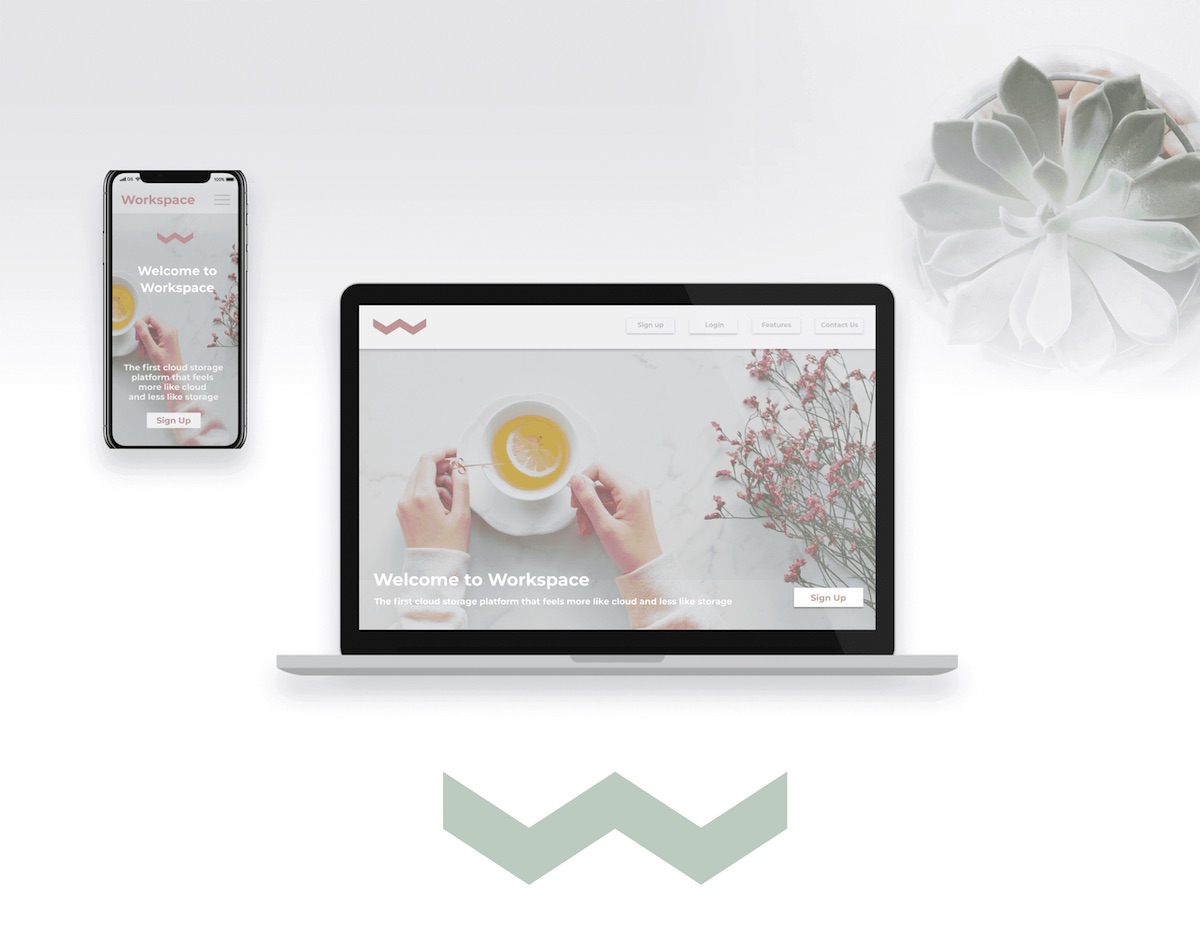 100%
Workspace
Welcome to
Workspace
The first cloud storage
platform that feels
more like cloud
and less like storage
Sign Up
Sign up
Login
Features
Contact Us
Welcome to Workspace
The first cloud storage platform that feels more like cloud and less like storage
Sign Up